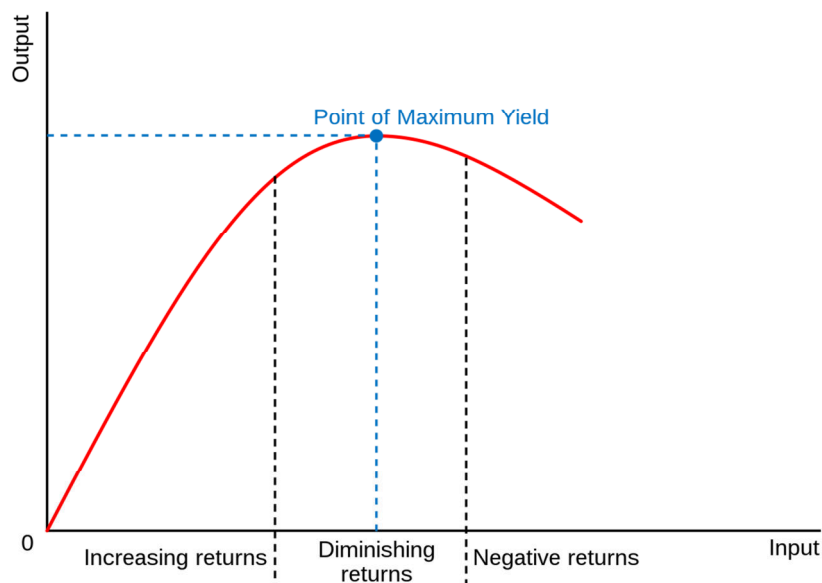 Output
Point of Maximum Yield
0
Increasing returns
Diminishing
returns
Negative returns
Input